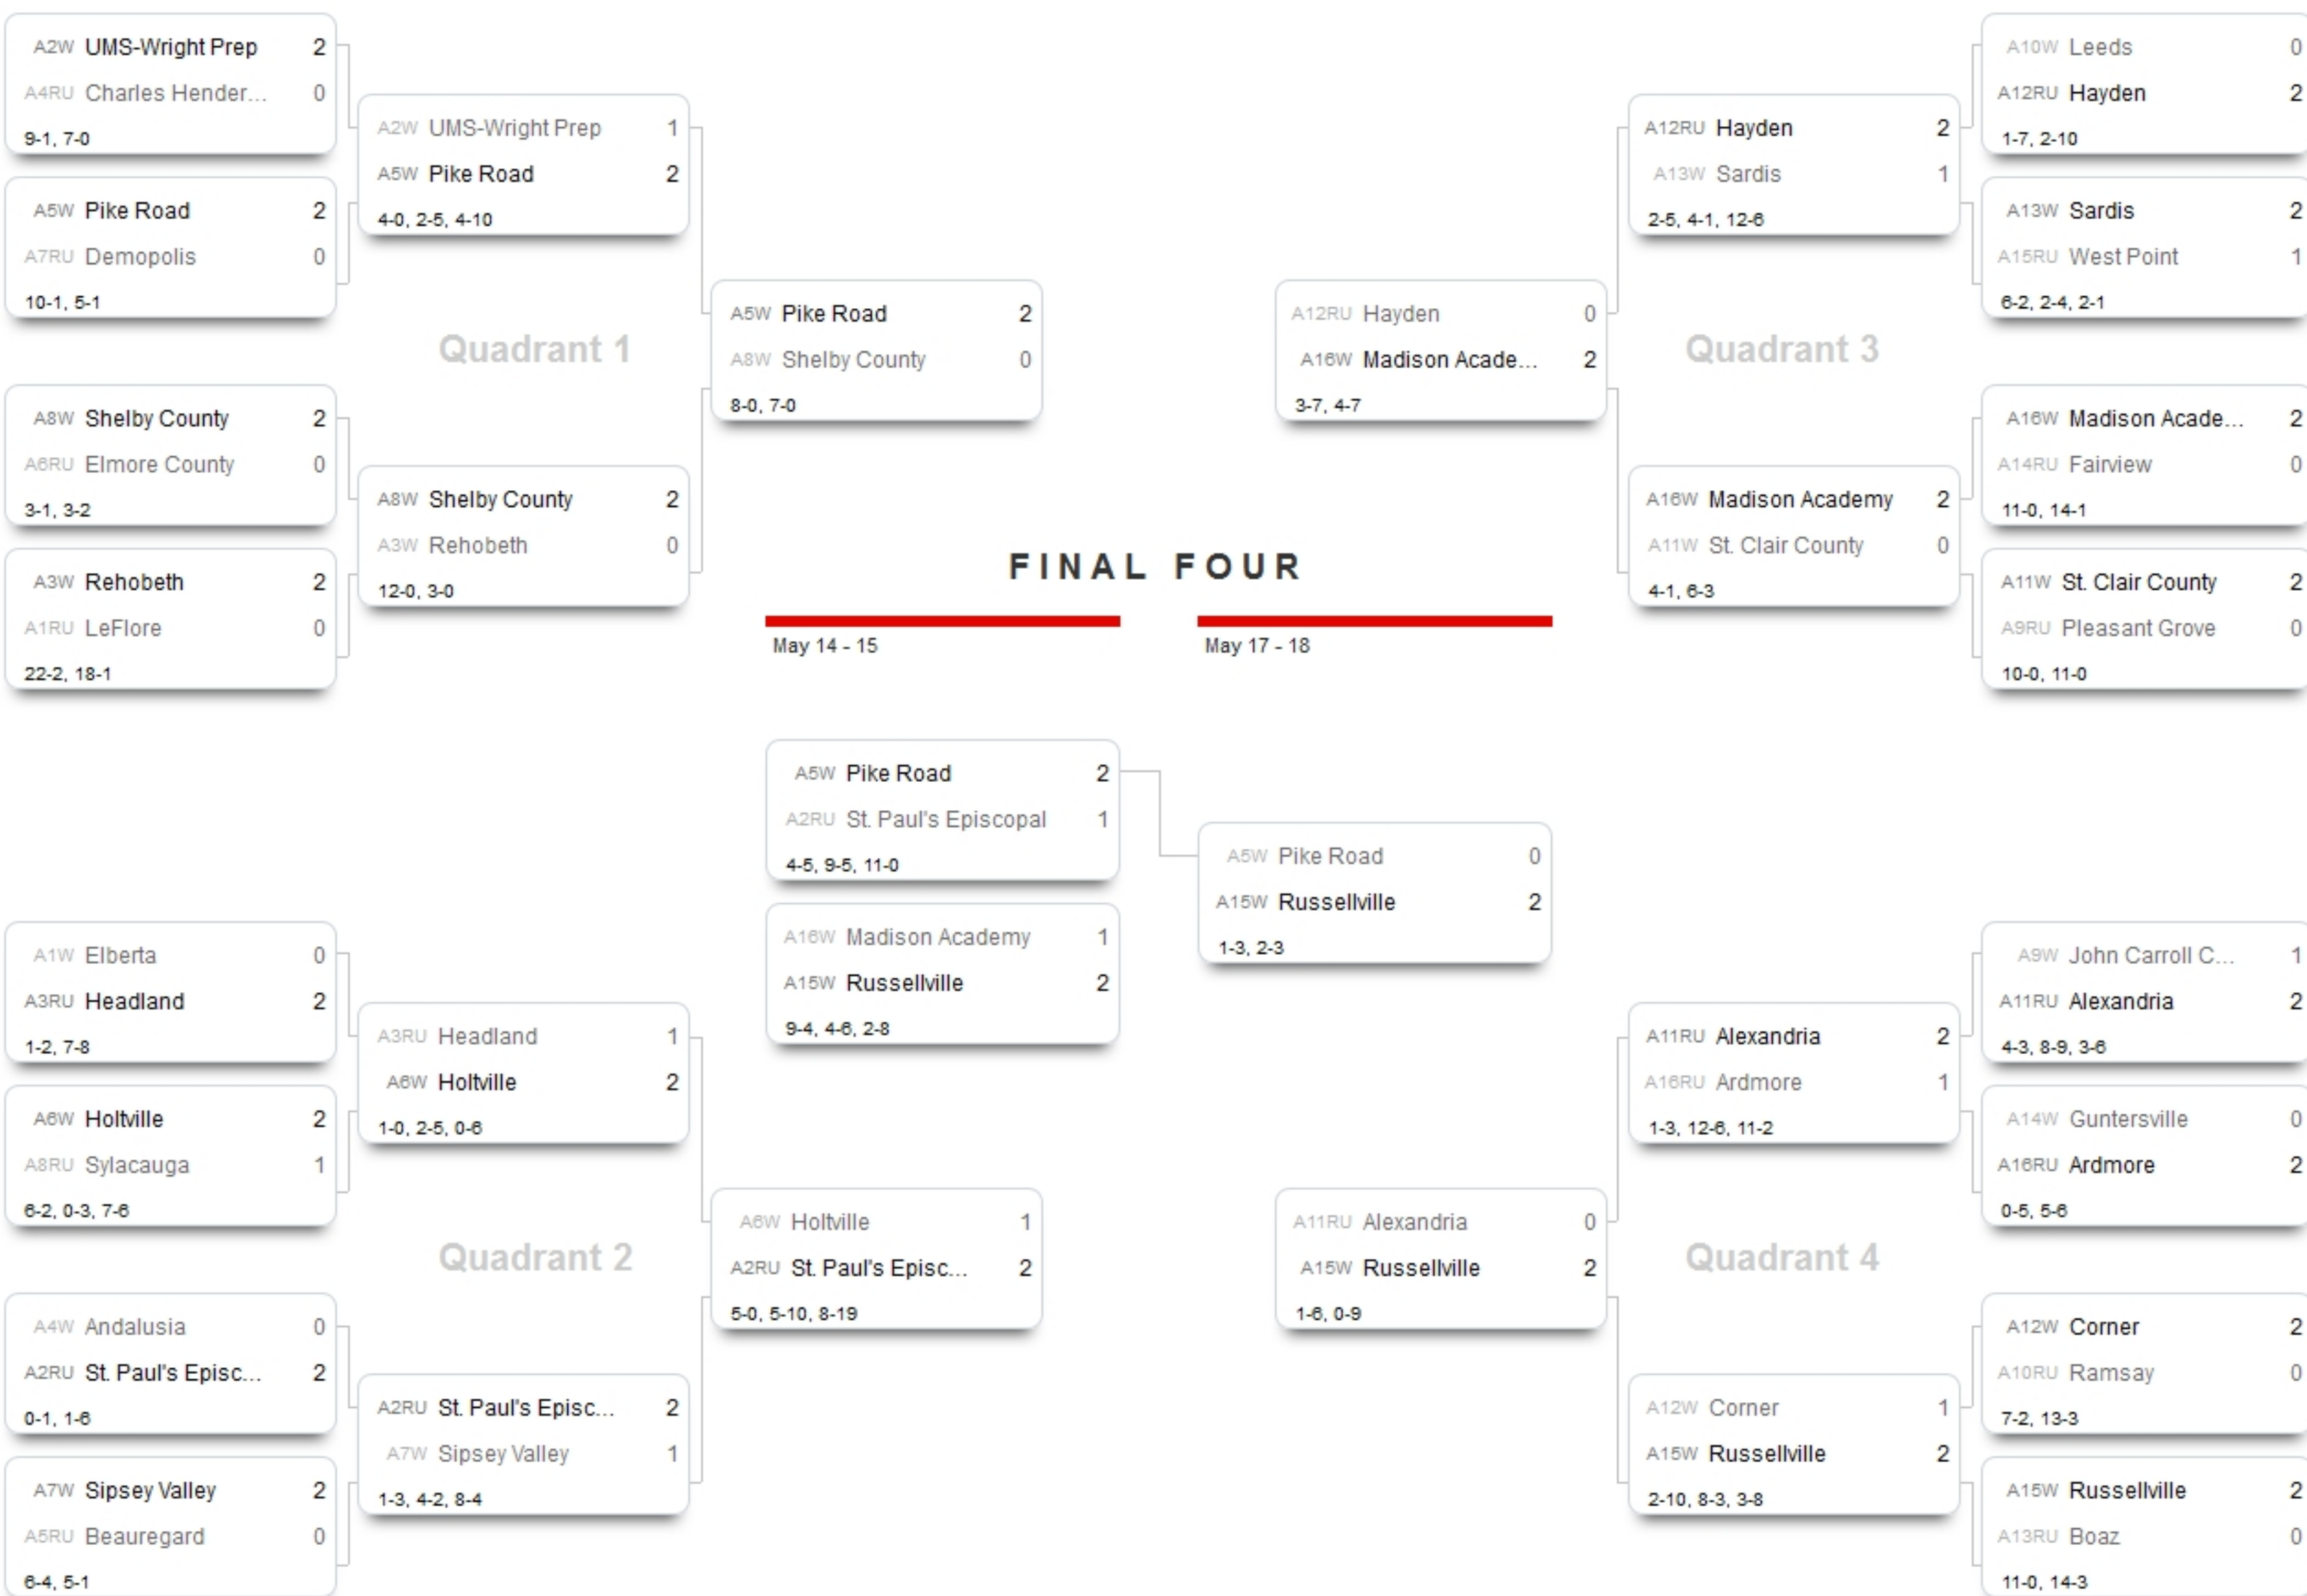 A2W UMS-Wright Prep 2
A4RU Charles Hender... 0
9-1, 7-0
A5W Pike Road 2
A7RU Demopolis 0
10-1, 5-1
A2W UMS-Wright Prep 1
A5W Pike Road 2
4-0, 2-5, 4-10
Quadrant 1
A8W Shelby County 2
A6RU Elmore County 0
3-1, 3-2
A3W Rehobeth 2
A1RU LeFlore 0
22-2, 18-1
A8W Shelby County 2
A3W Rehobeth 0
12-0, 3-0
A5W Pike Road 2
A8W Shelby County 0
8-0, 7-0
A10W Leeds 0
A12RU Hayden 2
1-7, 2-10
A13W Sardis 2
A15RU West Point 1
6-2, 2-4, 2-1
A12RU Hayden 2
A13W Sardis 1
2-5, 4-1, 12-6
Quadrant 3
A12RU Hayden 0
A16W Madison Acade... 2
3-7, 4-7
A16W Madison Acade... 2
A14RU Fairview 0
11-0, 14-1
A11W St. Clair County 2
A9RU Pleasant Grove 0
10-0, 11-0
A16W Madison Academy 2
A11W St. Clair County 0
4-1, 6-3
FINAL FOUR
May 14 - 15
May 17 - 18
A5W Pike Road 2
A2RU St. Paul's Episcopal 1
4-5, 9-5, 11-0
A16W Madison Academy 1
A15W Russellville 2
9-4, 4-6, 2-8
A5W Pike Road 0
A15W Russellville 2
1-3, 2-3
A1W Elberta 0
A3RU Headland 2
1-2, 7-8
A6W Holtville 2
A8RU Sylacauga 1
6-2, 0-3, 7-6
A3RU Headland 1
A6W Holtville 2
1-0, 2-5, 0-6
Quadrant 2
A4W Andalusia 0
A2RU St. Paul's Episc... 2
0-1, 1-6
A7W Sipsey Valley 2
A5RU Beauregard 0
6-4, 5-1
A2RU St. Paul's Episc... 2
A7W Sipsey Valley 1
1-3, 4-2, 8-4
A6W Holtville 1
A2RU St. Paul's Episc... 2
5-0, 5-10, 8-19
A9W John Carroll C... 1
A11RU Alexandria 2
4-3, 8-9, 3-6
A14W Guntersville 0
A16RU Ardmore 2
0-5, 5-6
A11RU Alexandria 2
A16RU Ardmore 1
1-3, 12-6, 11-2
Quadrant 4
A11RU Alexandria 0
A15W Russellville 2
1-6, 0-9
A12W Corner 2
A10RU Ramsay 0
7-2, 13-3
A15W Russellville 2
A13RU Boaz 0
11-0, 14-3
A12W Corner 1
A15W Russellville 2
2-10, 8-3, 3-8